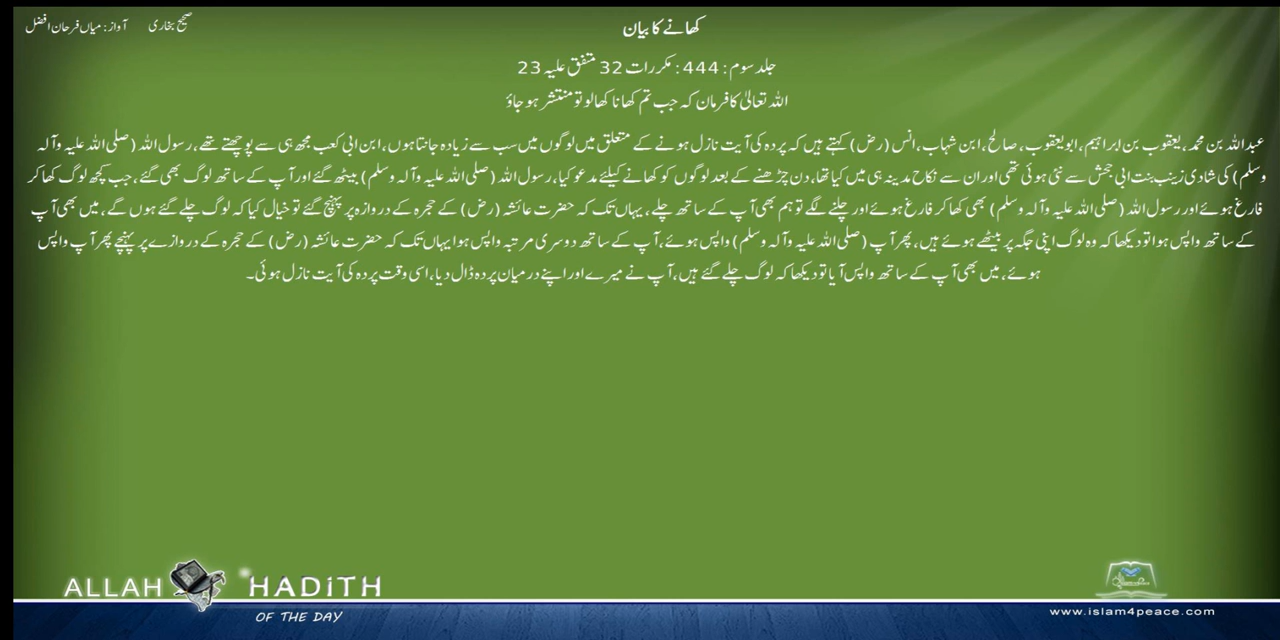 صحیح بخاری
آواز: میاں فرحان افضل
کھانے کا بیان
جلد سوم : 444 : مکررات 32 متفق علیہ 23
اللہ تعالیٰ کا فرمان کہ جب تم کھانا کھالو تو منتشر ہو جاؤ
عبداللہ بن محمد، یعقوب بن ابراہیم، ابویعقوب، صالح، ابن شہاب، انس (رض) کہتے ہیں کہ پردہ کی آیت نازل ہونے کے متعلق میں لوگوں میں سب سے زیادہ جانتا ہوں، ابن ابی کعب مجھ ہی سے پوچھتے تھے، رسول اللہ (صلی اللہ علیہ وآلہ
وسلم) کی شادی زینب بنت ابی جحش سے نئی ہوئی تھی اور ان سے نکاح مدینہ ہی میں کیا تھا، دن چڑھنے کے بعد لوگوں کو کھانے کیلئے مدعو کیا، رسول اللہ (صلی اللہ علیہ وآلہ وسلم) بیٹھ گئے اور آپ کے ساتھ لوگ بھی گئے، جب کچھ لوگ کھا کر
فارغ ہوئے اور رسول اللہ (صلی اللہ علیہ وآلہ وسلم) بھی کھا کر فارغ ہوئے اور چلنے لگے تو ہم بھی آپ کے ساتھ چلے، یہاں تک کہ حضرت عائشہ (رض) کے حجرہ کے دروازہ پر پہنچ گئے تو خیال کیا کہ لوگ چلے گئے ہوں گے، میں بھی آپ
کے ساتھ واپس ہوا تو دیکھا کہ وہ لوگ اپنی جگہ پر بیٹھے ہوئے ہیں، پھر آپ (صلی اللہ علیہ وآلہ وسلم) واپس ہوئے، آپ کے ساتھ دوسری مرتبہ واپس ہوا یہاں تک کہ حضرت عائشہ (رض) کے حجرہ کے دروازے پر پہنچے پھر آپ واپس
ہوئے، میں بھی آپ کے ساتھ واپس آیا تو دیکھا کہ لوگ چلے گئے ہیں، آپ نے میرے اور اپنے درمیان پردہ ڈال دیا، اسی وقت پردہ کی آیت نازل ہوئی۔
ALLAH HADITH
OF THE DAY
www.islam4peace.com